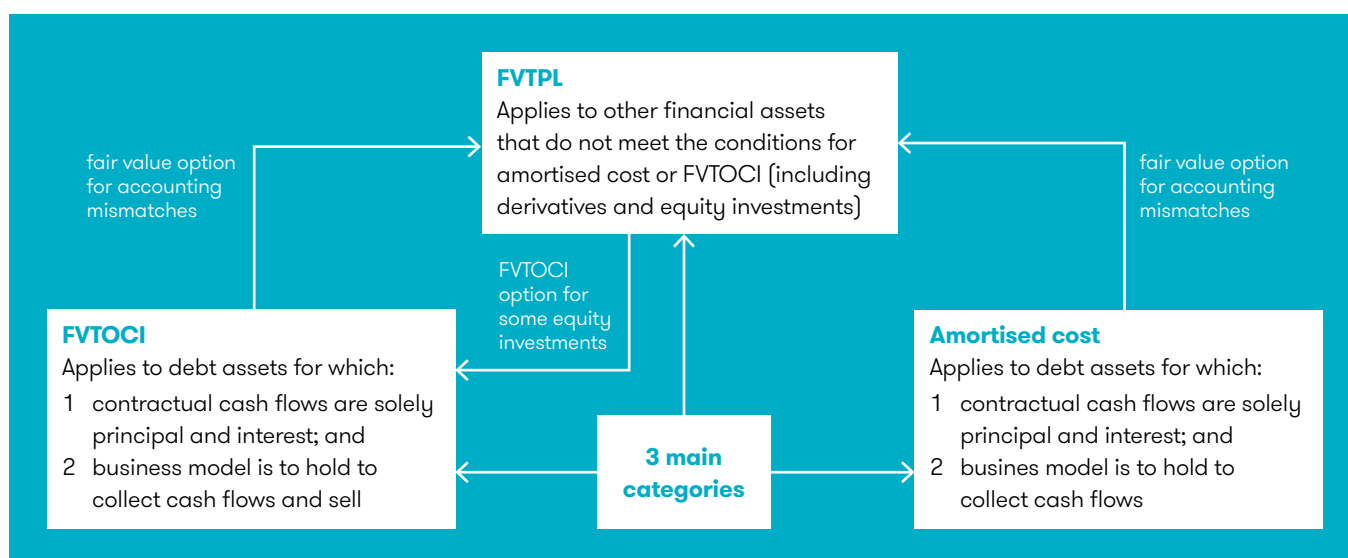 FVTPL
Applies to other financial assets
that do not meet the conditions for
amortised cost or FVTOCI (including
derivatives and equity investments)
fair value option
for accounting
mismatches
fair value option
for accounting
mismatches
FVTOCI
option for
some equity
investments
FVTOCI
Applies to debt assets for which:
1 contractual cash flows are solely
principal and interest; and
2 business model is to hold to
collect cash flows and sell
3 main
categories
Amortised cost
Applies to debt assets for which:
1 contractual cash flows are solely
principal and interest; and
2 busines model is to hold to
collect cash flows